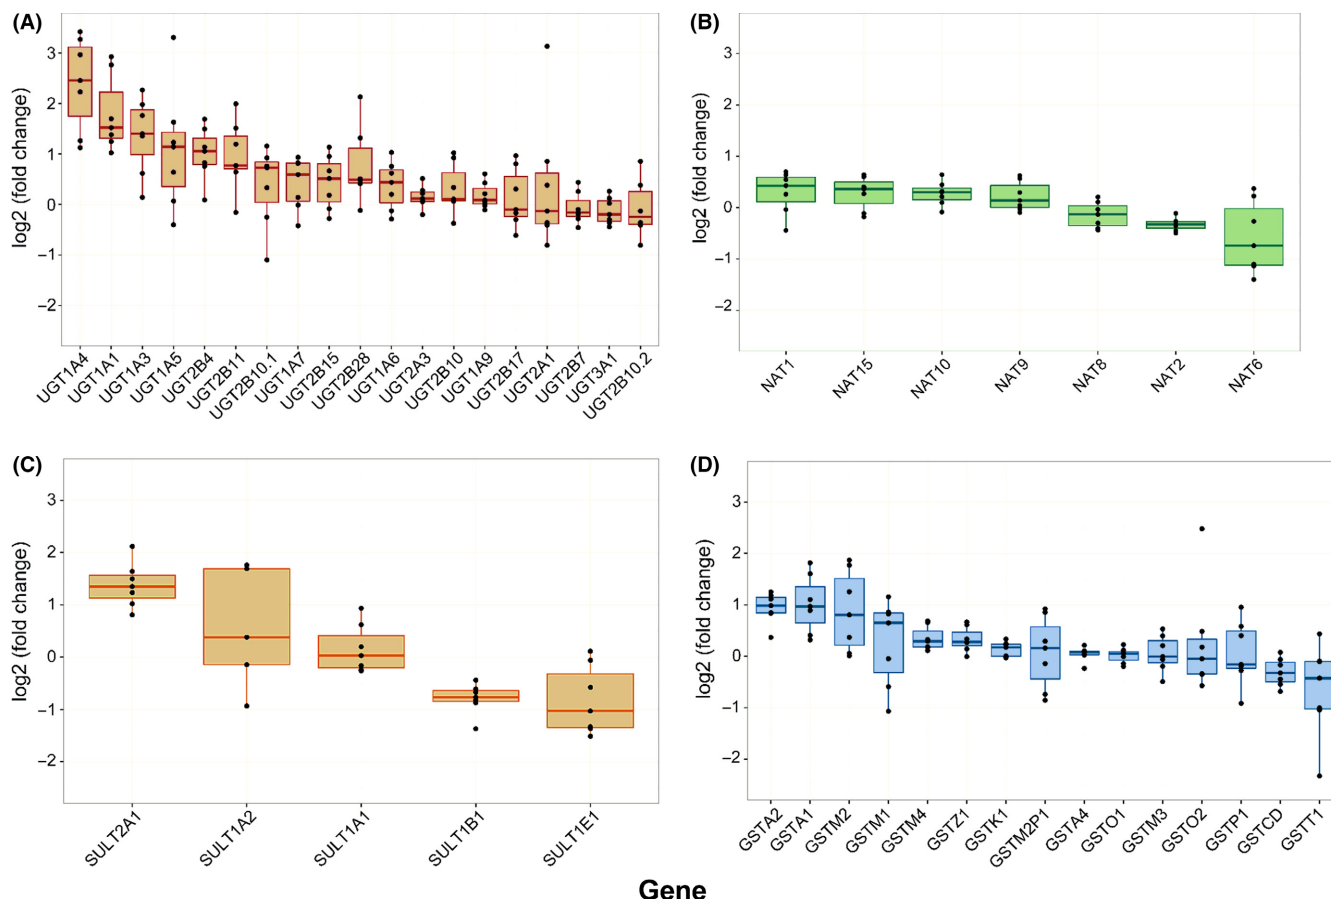 (A)
log2 (fold change)
3
2
1
0
−1
−2
UGT1A4 UGT1A1 UGT1A3 UGT1A5 UGT2B4 UGT2B11 UGT2B10.1 UGT1A7 UGT2B15 UGT2B28 UGT1A6 UGT2A3 UGT2B10 UGT1A9 UGT2B17 UGT2A1 UGT2B7 UGT3A1 UGT2B10.2
(B)
log2 (fold change)
3
2
1
0
−1
−2
NAT1 NAT15 NAT10 NAT9 NAT8 NAT2 NAT6
(C)
log2 (fold change)
3
2
1
0
−1
−2
SULT2A1 SULT1A2 SULT1A1 SULT1B1 SULT1E1
(D)
log2 (fold change)
3
2
1
0
−1
−2
GSTA2 GSTA1 GSTM2 GSTM1 GSTM4 GSTZ1 GSTK1 GSTM2P1 GSTA4 GSTO1 GSTM3 GSTO2 GSTP1 GSTCD GSTT1
Gene